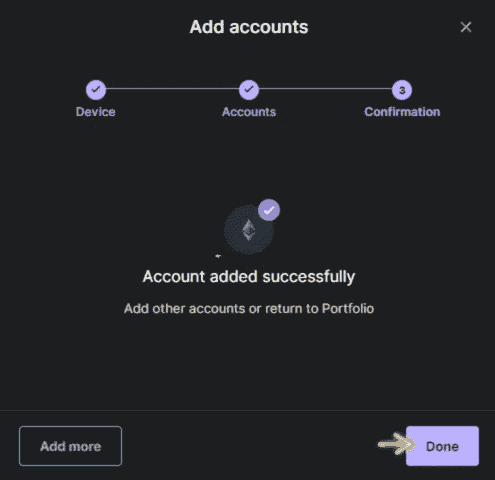 Add accounts
3
Device
Accounts
Confirmation
Account added successfully
Add other accounts or return to Portfolio
Add more
Done